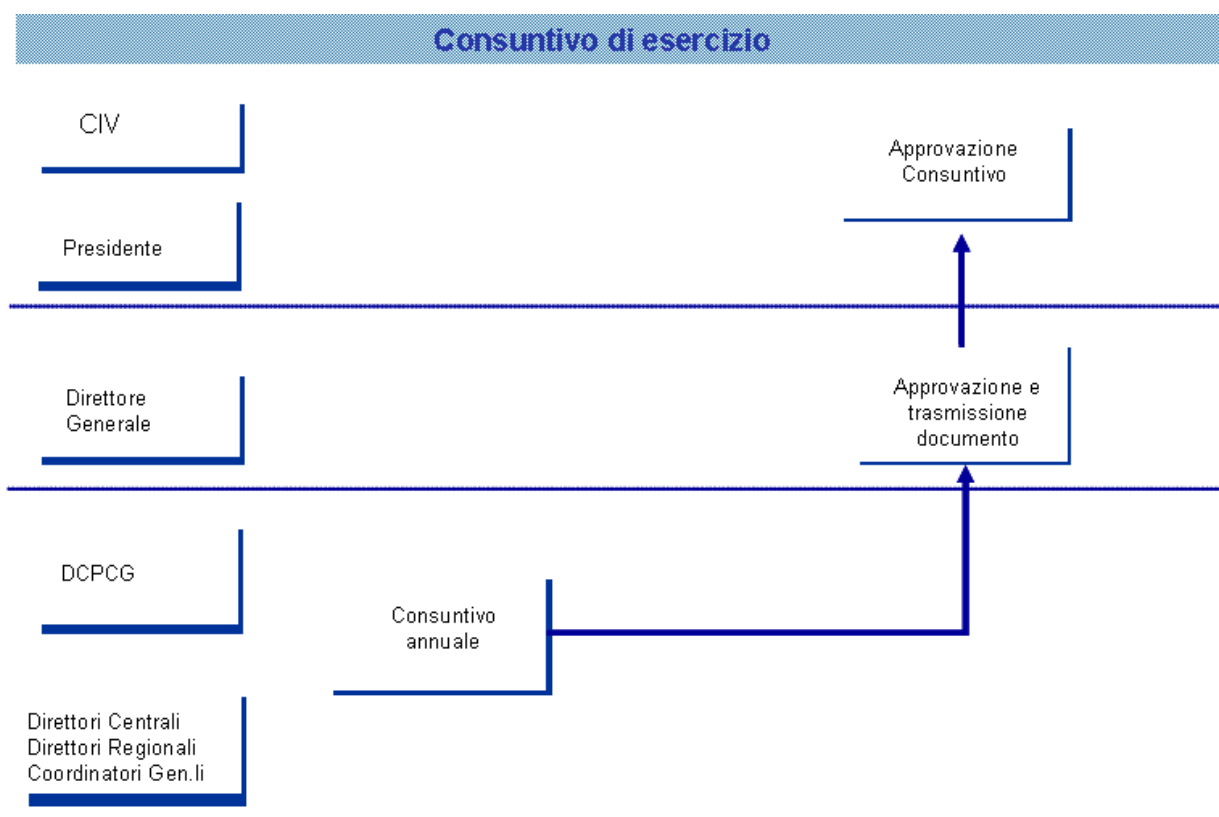 Consuntivo di esercizio
CIV
Approvazione
Consuntivo
Presidente
Direttore
Generale
Approvazione e
trasmissione
documento
DCPCG
Consuntivo
annuale
Direttori Centrali
Direttori Regionali
Coordinatori Gen.li